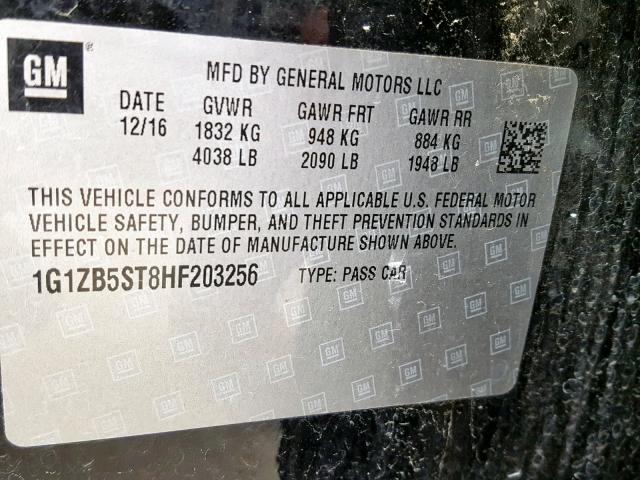 GM ®
MFD BY GENERAL MOTORS LLC
DATE GVWR GAWR FRT GAWR RR
12/16 1832 KG 948 KG 884 KG
4038 LB 2090 LB 1948 LB
THIS VEHICLE CONFORMS TO ALL APPLICABLE U.S. FEDERAL MOTOR
VEHICLE SAFETY, BUMPER, AND THEFT PREVENTION STANDARDS IN
EFFECT ON THE DATE OF MANUFACTURE SHOWN ABOVE.
1G1ZB5ST8HF203256 TYPE: PASS CAR